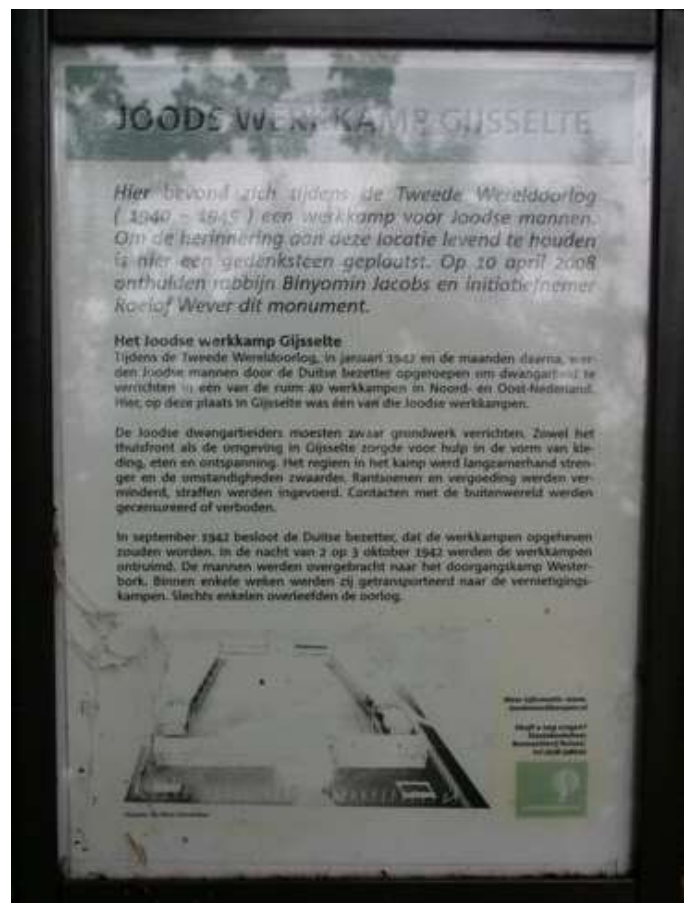 JOODS WERKKAMP GIJSSELTE
Hier bevond zich tijdens de Tweede Wereldoorlog
( 1940 – 1945 ) een werkkamp voor Joodse mannen.
Om de herinnering aan deze locatie levend te houden
is hier een gedenksteen geplaatst. Op 10 april 2008
onthulden rabbijn Binyomin Jacobs en initiatiefnemer
Roelof Wever dit monument.
Het Joodse werkkamp Gijsselte
Tijdens de Tweede Wereldoorlog, in januari 1942 en de maanden daarna, wer-
den Joodse mannen door de Duitse bezetter opgeroepen om dwangarbeid te
verrichten in een van de ruim 40 werkkampen in Noord- en Oost-Nederland.
Hier, op deze plaats in Gijsselte was één van die Joodse werkkampen.
De Joodse dwangarbeiders moesten zwaar grondwerk verrichten. Zowel het
thuisfront als de omgeving in Gijsselte zorgde voor hulp in de vorm van kle-
ding, eten en ontspanning. Het regiem in het kamp werd langzamerhand stren-
ger en de omstandigheden zwaarder. Rantsoenen en vergoeding werden ver-
minderd, straffen werden ingevoerd. Contacten met de buitenwereld werden
gecensureerd of verboden.
In september 1942 besloot de Duitse bezetter, dat de werkkampen opgeheven
zouden worden. In de nacht van 2 op 3 oktober 1942 werden de werkkampen
ontruimd. De mannen werden overgebracht naar het doorgangskamp Wester-
bork. Binnen enkele weken werden zij getransporteerd naar de vernietigings-
kampen. Slechts enkelen overleefden de oorlog.
Meer informatie: www.
Heeft u nog vragen?
Staatsbosbeheer